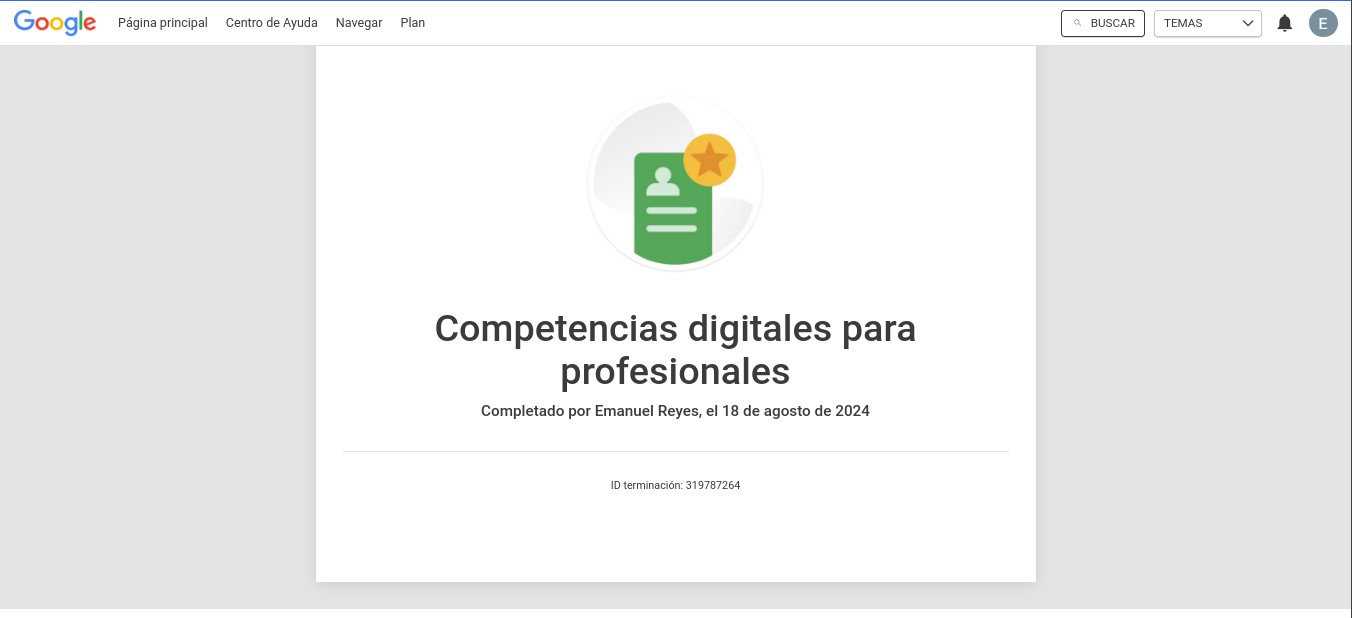 Google Página principal Centro de Ayuda Navegar Plan BUSCAR TEMAS E
Competencias digitales para
profesionales
Completado por Emanuel Reyes, el 18 de agosto de 2024
ID terminación: 319787264